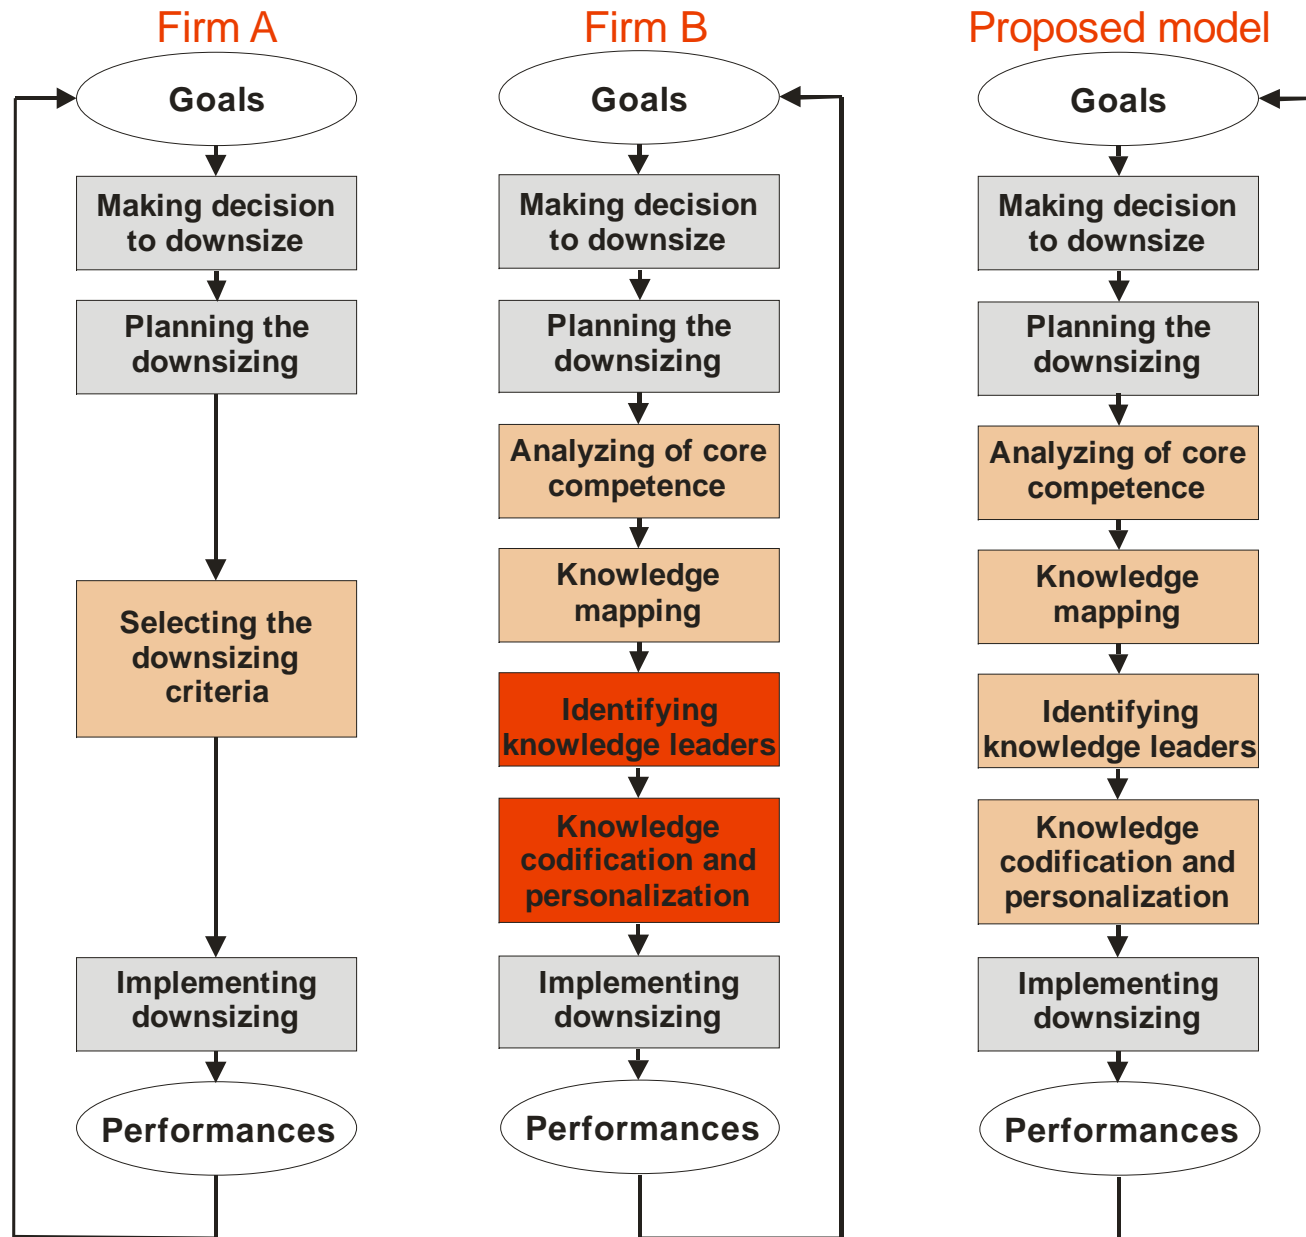 Firm A
Goals
Making decision
to downsize
Planning the
downsizing
Selecting the
downsizing
criteria
Implementing
downsizing
Performances
Firm B
Goals
Making decision
to downsize
Planning the
downsizing
Analyzing of core
competence
Knowledge
mapping
Identifying
knowledge leaders
Knowledge
codification and
personalization
Implementing
downsizing
Performances
Proposed model
Goals
Making decision
to downsize
Planning the
downsizing
Analyzing of core
competence
Knowledge
mapping
Identifying
knowledge leaders
Knowledge
codification and
personalization
Implementing
downsizing
Performances